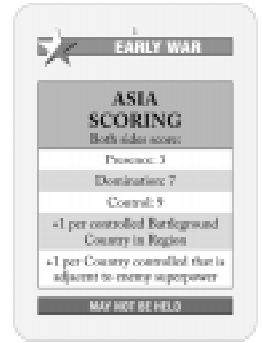 1
EARLY WAR
ASIA
SCORING
Both sides score:
Presence: 3
Domination: 7
Control: 9
+1 per controlled Battleground
Country in Region
+1 per Country controlled that is
adjacent to enemy superpower
MAY NOT BE HELD